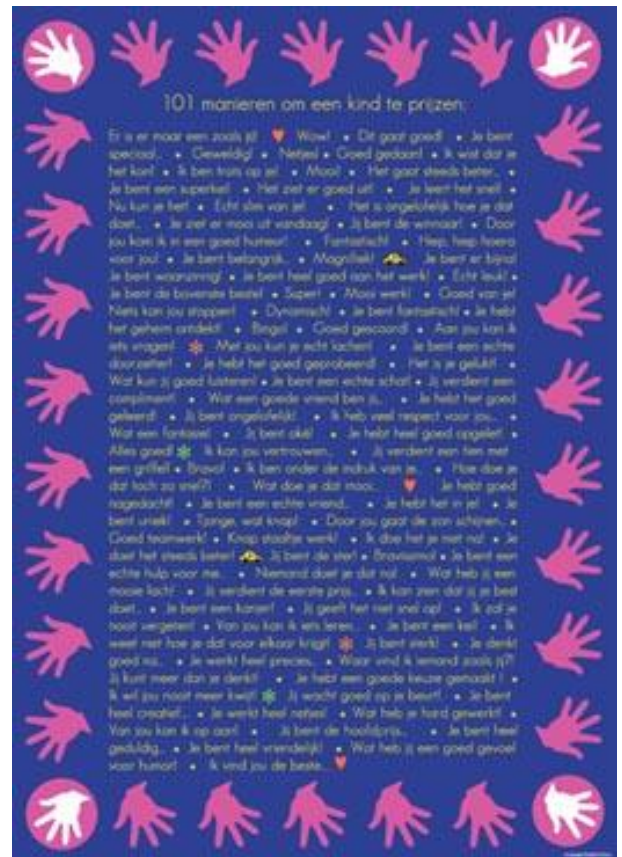 101 manieren om een kind te prijzen:
Er is er maar een zoals jij! ♥ Wow! • Dit gaat goed! • Je bent
speciaal.. • Geweldig! • Netjes! • Goed gedaan! • Ik wist dat je
het kon! • Ik ben trots op je! • Mooi! • Het gaat steeds beter.. •
Je bent een superkei! • Het ziet er goed uit! • Je leert het snel!
Nu kun je het! • Echt slim van je! • Het is ongelofelijk hoe je dat
doet.. • Je ziet er mooi uit vandaag! • Jij bent de winnaar! • Door
jou kom ik in een goed humeur! • Fantastisch! • Hiep, hiep hoera
voor jou! • Je bent belangrijk.. • Magnifiek! Je bent er bijna!
Je bent waanzinnig! • Je bent heel goed aan het werk! • Echt leuk! •
Je bent de bovenste beste! • Super! • Mooi werk! • Goed van je!
Niets kan jou stoppen! • Dynamisch! • Je bent fantastisch! • Je hebt
het geheim ontdekt! • Bingo! • Goed gescoord! • Aan jou kan ik
iets vragen! Met jou kun je echt lachen! • Je bent een echte
doorzetter! • Je hebt het goed geprobeerd! • Het is je gelukt! •
Wat kun jij goed luisteren! • Je bent een echte schat! • Jij verdient een
compliment! • Wat een goede vriend ben jij.. • Je hebt het goed
geleerd! • Jij bent ongelofelijk! • Ik heb veel respect voor jou.. •
Wat een fantasie! • Jij bent oké! • Je hebt heel goed opgelet! •
Alles goed! Ik kan jou vertrouwen.. • Jij verdient een tien met
een griffel! • Bravo! • Ik ben onder de indruk van je.. • Hoe doe je
dat toch zo snel?! • Wat doe je dat mooi.. ♥ Je hebt goed
nagedacht! • Je bent een echte vriend.. • Je hebt het in je! • Je
bent uniek! • Tjonge, wat knap! • Door jou gaat de zon schijnen.. •
Goed teamwerk! • Knap staaltje werk! • Ik doe het je niet na! • Je
doet het steeds beter! Jij bent de ster! • Bravissimo! • Je bent een
echte hulp voor me.. • Niemand doet je dat na! • Wat heb jij een
mooie lach! • Jij verdient de eerste prijs.. • Ik kan zien dat jij je best
doet.. • Je bent een kanjer! • Jij geeft het niet snel op! • Ik zal je
nooit vergeten! • Van jou kan ik iets leren.. • Je bent een kei! • Ik
weet niet hoe je dat voor elkaar krijgt! Jij bent sterk! • Je denkt
goed na.. • Je werkt heel precies.. • Waar vind ik iemand zoals jij?!
Jij kunt meer dan je denkt! • Je hebt een goede keuze gemaakt ! •
Ik wil jou nooit meer kwijt! Jij wacht goed op je beurt! • Je bent
heel creatief.. • Je werkt heel netjes! • Wat heb je hard gewerkt! •
Van jou kan ik op aan! • Jij bent de hoofdprijs.. • Je bent heel
geduldig.. • Je bent heel vriendelijk! • Wat heb jij een goed gevoel
voor humor! • Ik vind jou de beste... ♥